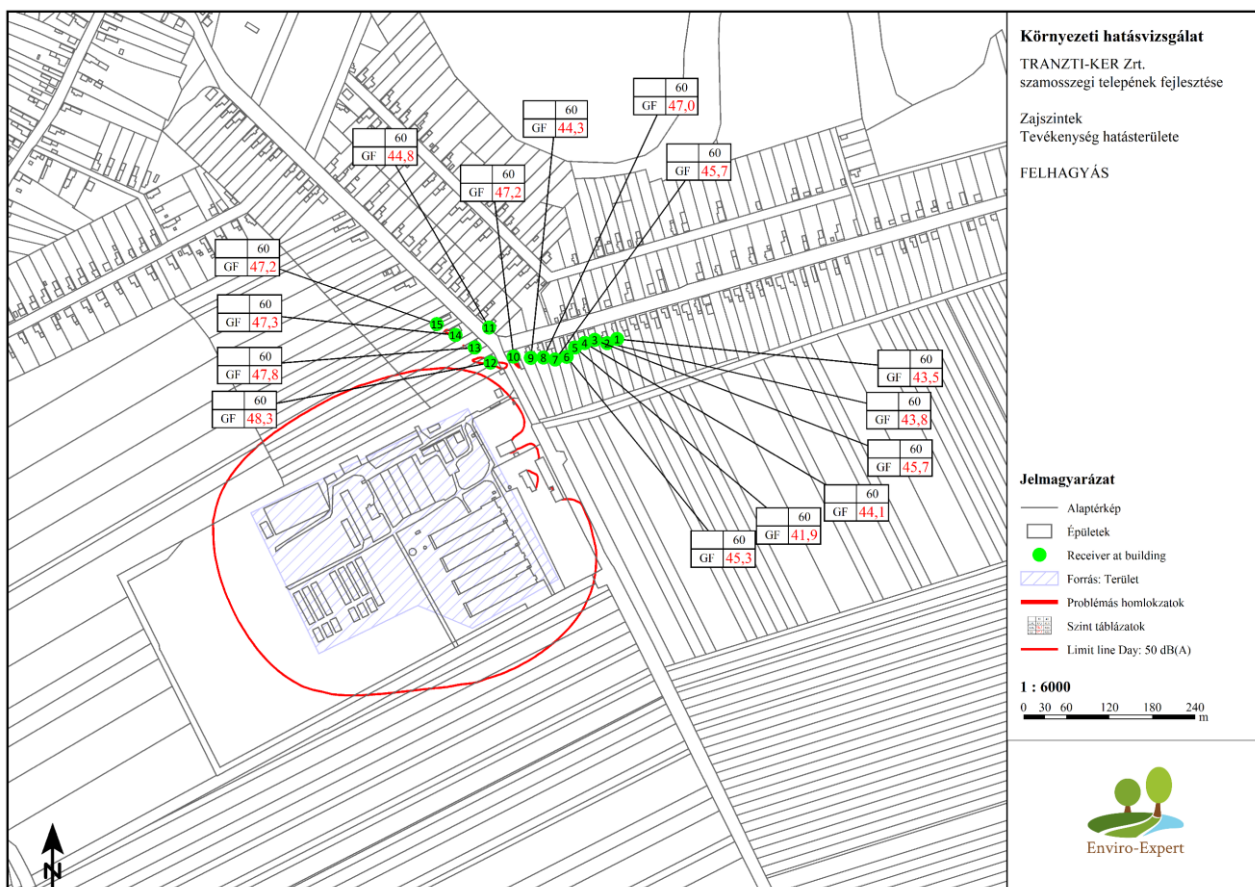 Környezeti hatásvizsgálat
TRANZTI-KER Zrt.
szamosszegi telepének fejlesztése
Zajszintek
Tevékenység hatásterülete
FELHAGYÁS
60
GF 47,0
60
GF 44,3
60
GF 44,8
60
GF 45,7
60
GF 47,2
60
GF 47,2
60
GF 47,3
60
GF 47,8
60
GF 48,3
15
14
13
12
11
10
9
8
7
6
5
4
3
2
1
60
GF 43,5
60
GF 43,8
60
GF 45,7
60
GF 44,1
60
GF 41,9
60
GF 45,3
N
Jelmagyarázat
Alaptérkép
Épületek
Receiver at building
Forrás: Terület
Problémás homlokzatok
Szint táblázatok
Limit line Day: 50 dB(A)
1 : 6000
0 30 60 120 180 240
m
Enviro-Expert